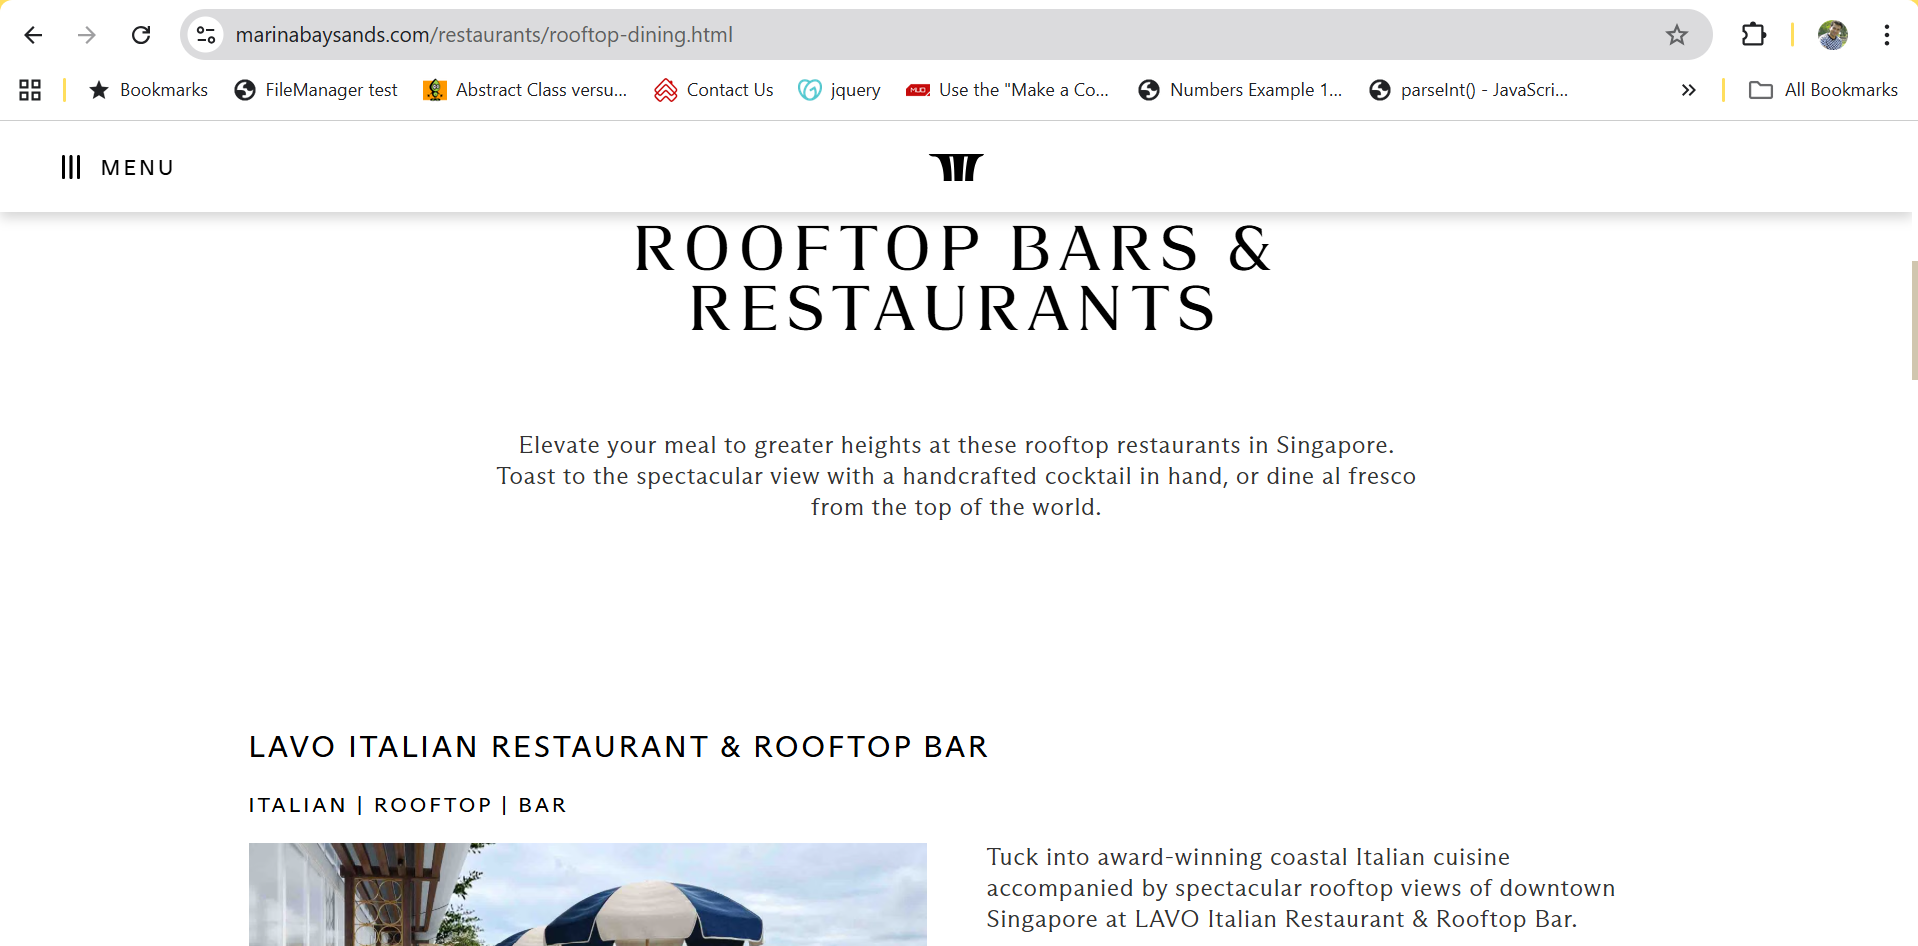 marinabaysands.com/restaurants/rooftop-dining.html
Bookmarks FileManager test Abstract Class versu... Contact Us jquery MUO Use the "Make a Co... Numbers Example 1... parseInt() - JavaScri... » All Bookmarks
MENU
ROOFTOP BARS &
RESTAURANTS
Elevate your meal to greater heights at these rooftop restaurants in Singapore.
Toast to the spectacular view with a handcrafted cocktail in hand, or dine al fresco
from the top of the world.
LAVO ITALIAN RESTAURANT & ROOFTOP BAR
ITALIAN | ROOFTOP | BAR
Tuck into award-winning coastal Italian cuisine
accompanied by spectacular rooftop views of downtown
Singapore at LAVO Italian Restaurant & Rooftop Bar.